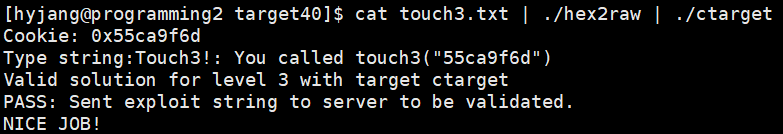 [hyjang@programming2 target40]$ cat touch3.txt | ./hex2raw | ./ctarget
Cookie: 0x55ca9f6d
Type string:Touch3!: You called touch3("55ca9f6d")
Valid solution for level 3 with target ctarget
PASS: Sent exploit string to server to be validated.
NICE JOB!